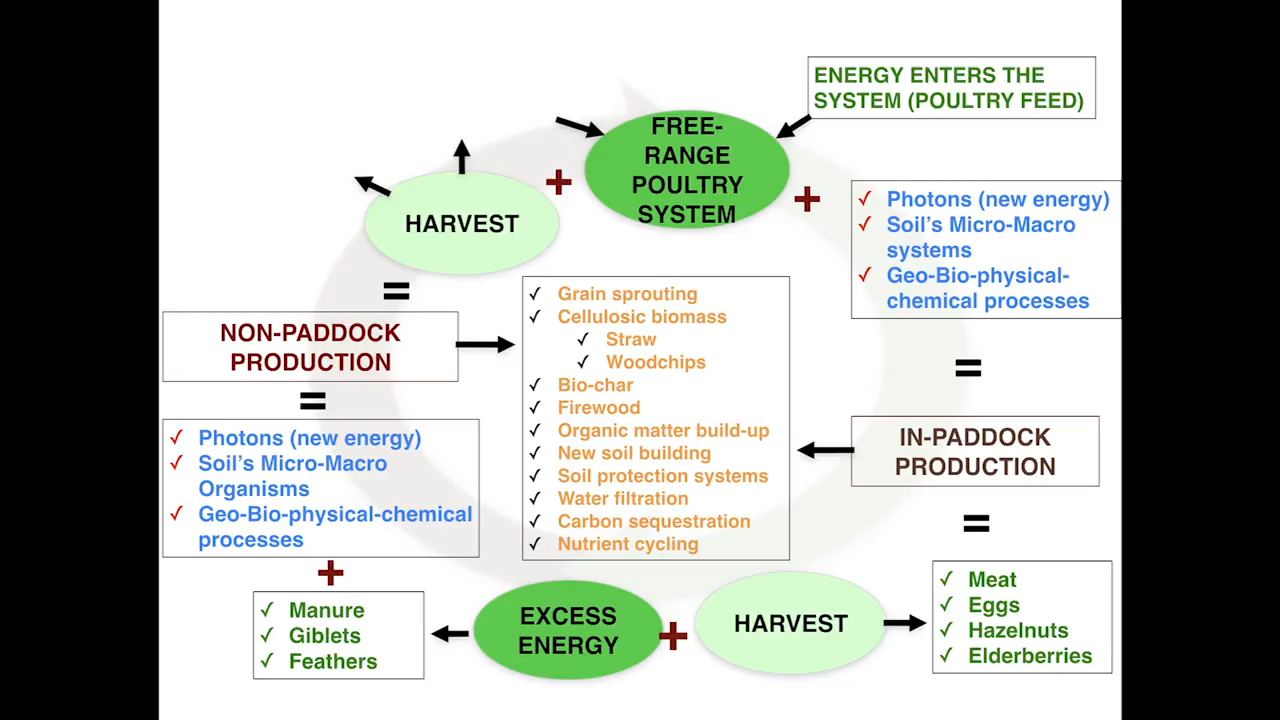 ENERGY ENTERS THE
SYSTEM (POULTRY FEED)
FREE-
RANGE
POULTRY
SYSTEM
+
+
HARVEST
✓ Photons (new energy)
✓ Soil's Micro-Macro
systems
✓ Geo-Bio-physical-
chemical processes
=
NON-PADDOCK
PRODUCTION
=
✓ Grain sprouting
✓ Cellulosic biomass
✓ Straw
✓ Woodchips
✓ Bio-char
✓ Firewood
✓ Organic matter build-up
✓ New soil building
✓ Soil protection systems
✓ Water filtration
✓ Carbon sequestration
✓ Nutrient cycling
=
IN-PADDOCK
PRODUCTION
=
✓ Photons (new energy)
✓ Soil's Micro-Macro
Organisms
✓ Geo-Bio-physical-chemical
processes
+
✓ Manure
✓ Giblets
✓ Feathers
EXCESS
ENERGY
+
HARVEST
✓ Meat
✓ Eggs
✓ Hazelnuts
✓ Elderberries